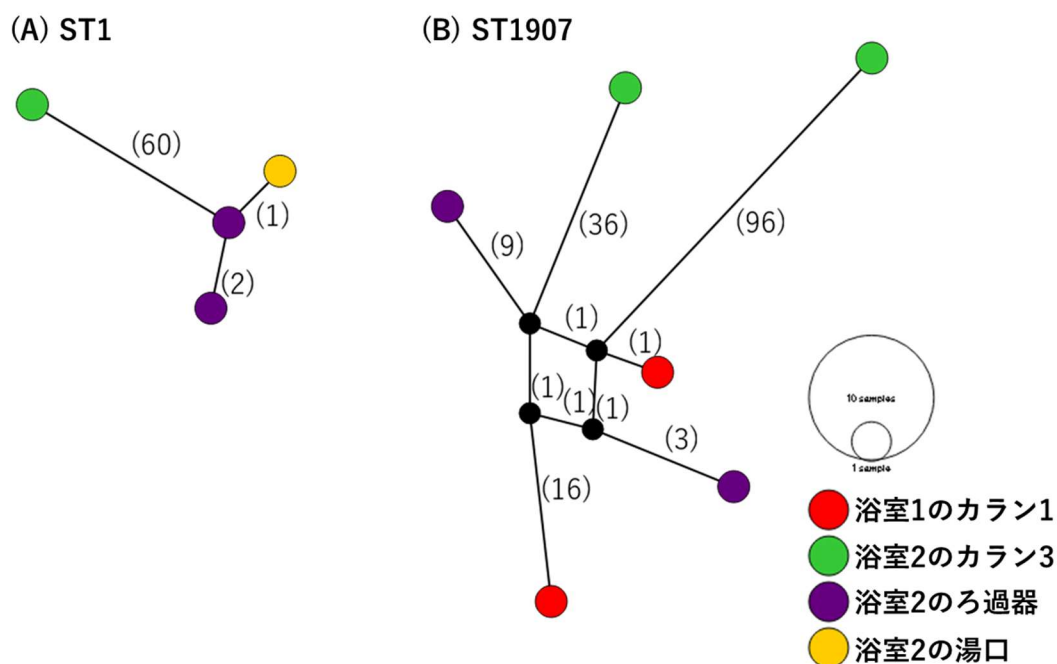 (A) ST1
(B) ST1907
(60)
(1)
(2)
(9)
(36)
(96)
(1)
(1)
(1)
(1)
(1)
(3)
(16)
10 samples
1 sample
浴室1のカラン1
浴室2のカラン3
浴室2のろ過器
浴室2の湯口